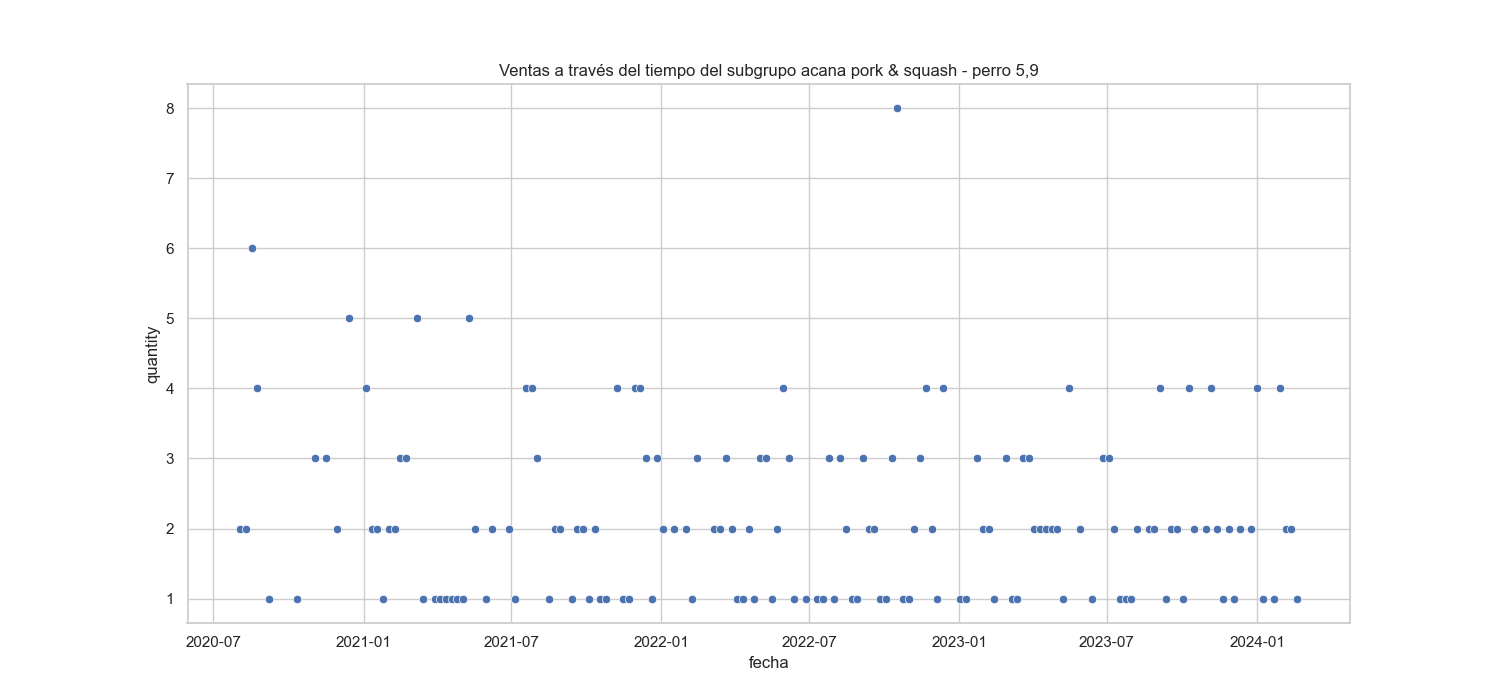 Ventas a través del tiempo del subgrupo acana pork & squash - perro 5,9
8
7
6
5
4
3
2
1
quantity
2020-07 2021-01 2021-07 2022-01 2022-07 2023-01 2023-07 2024-01
fecha